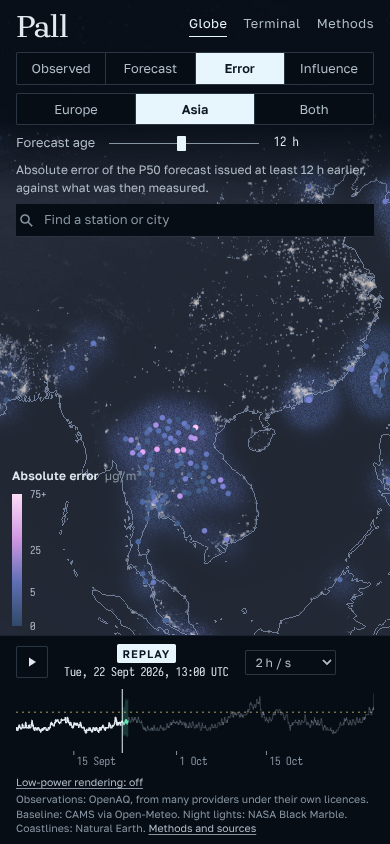 Pall
Globe Terminal Methods
Observed Forecast Error Influence
Europe Asia Both
Forecast age 12 h
Absolute error of the P50 forecast issued at least 12 h earlier,
against what was then measured.
Find a station or city
Absolute error µg/m³
75+
25
5
0
REPLAY
Tue, 22 Sept 2026, 13:00 UTC
2 h / s
15 Sept 1 Oct 15 Oct
Low-power rendering: off
Observations: OpenAQ, from many providers under their own licences.
Baseline: CAMS via Open-Meteo. Night lights: NASA Black Marble.
Coastlines: Natural Earth. Methods and sources